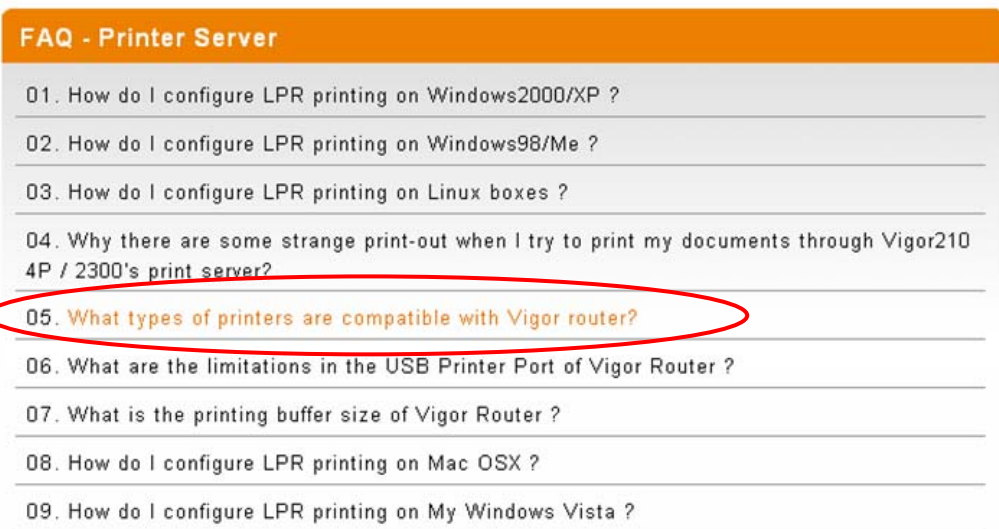 FAQ - Printer Server
01. How do I configure LPR printing on Windows2000/XP ?
02. How do I configure LPR printing on Windows98/Me ?
03. How do I configure LPR printing on Linux boxes ?
04. Why there are some strange print-out when I try to print my documents through Vigor210
4P / 2300's print server?
05. What types of printers are compatible with Vigor router?
06. What are the limitations in the USB Printer Port of Vigor Router ?
07. What is the printing buffer size of Vigor Router ?
08. How do I configure LPR printing on Mac OSX ?
09. How do I configure LPR printing on My Windows Vista ?